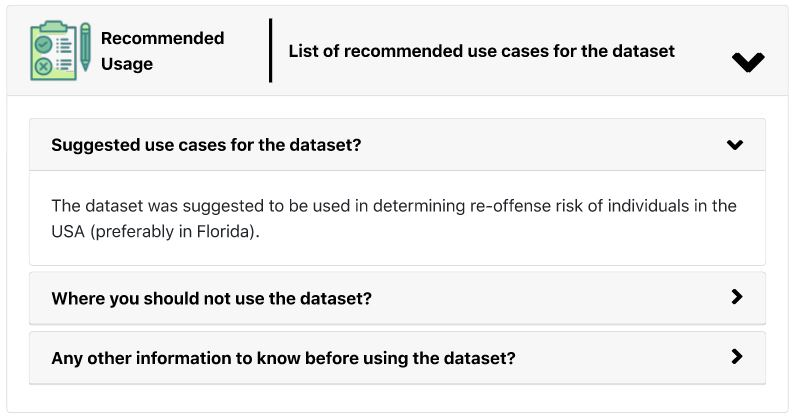 Recommended
Usage
List of recommended use cases for the dataset
Suggested use cases for the dataset?
The dataset was suggested to be used in determining re-offense risk of individuals in the
USA (preferably in Florida).
Where you should not use the dataset?
Any other information to know before using the dataset?